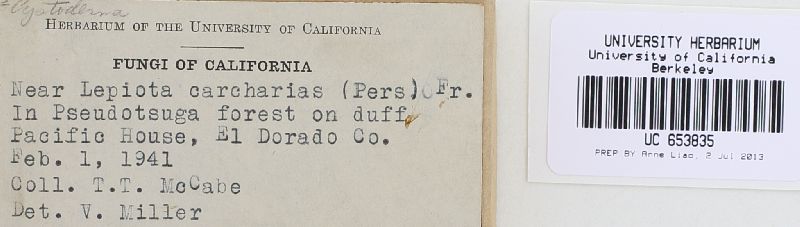 = Cystoderma
HERBARIUM OF THE UNIVERSITY OF CALIFORNIA
FUNGI OF CALIFORNIA
Near Lepiota carcharias (Pers) Fr.
In Pseudotsuga forest on duff
Pacific House, El Dorado Co.
Feb. 1, 1941
Coll. T.T. McCabe
Det. V. Miller
UNIVERSITY HERBARIUM
University of California
Berkeley
UC 653835
PREP BY Anne Liao, 2 Jul 2013